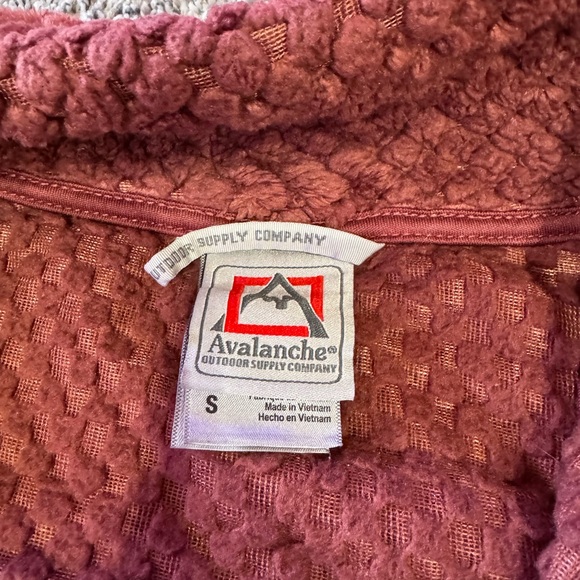 OUTDOOR SUPPLY COMPANY
Avalanche®
OUTDOOR SUPPLY COMPANY
S
Made in Vietnam
Hecho en Vietnam